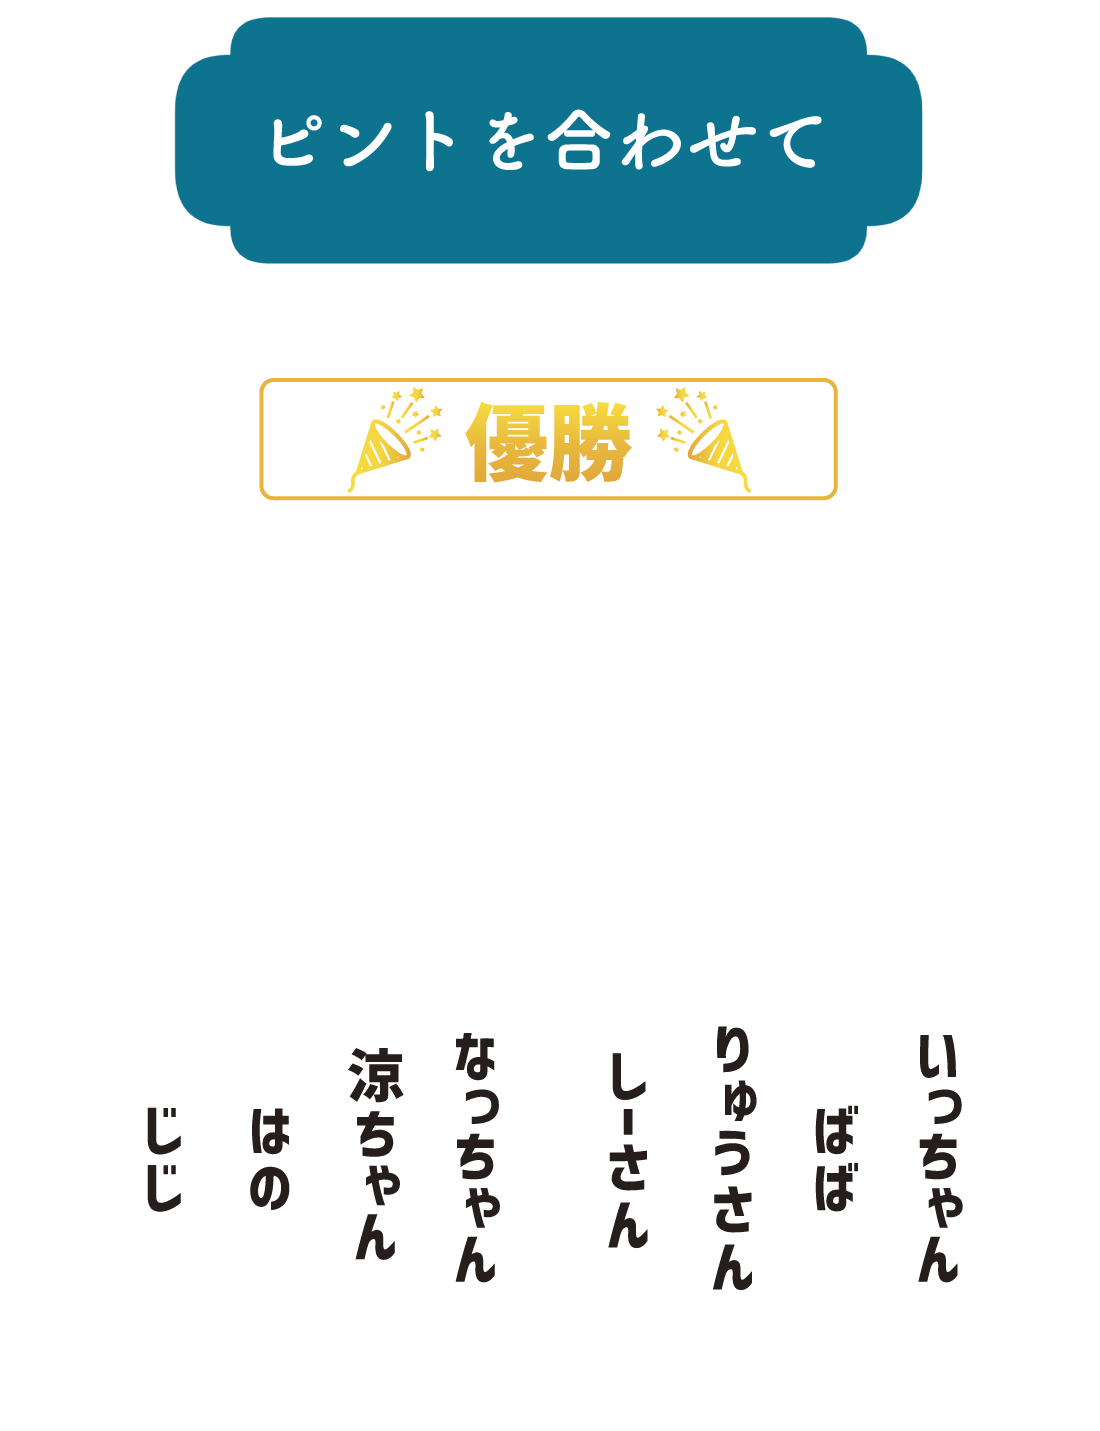 ピントを合わせて
優勝
いっちゃん
ばば
りゅうさん
しーさん
なっちゃん
涼ちゃん
はの
じじ